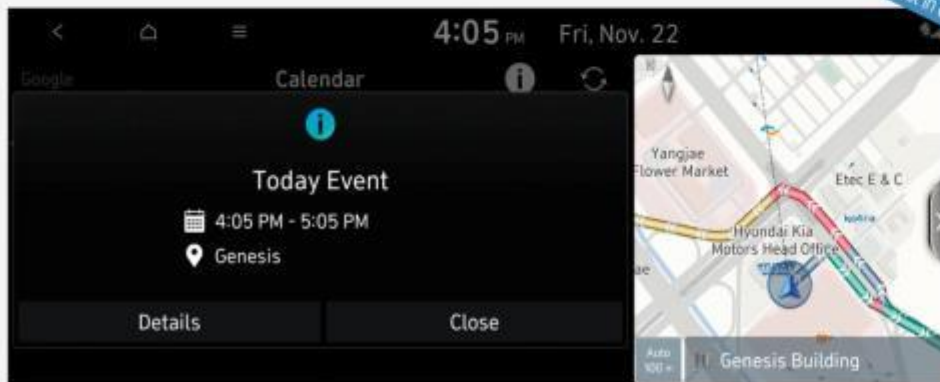 4:05 PM Fri, Nov. 22
Google
Calendar
Today Event
4:05 PM - 5:05 PM
Genesis
Details
Close
Yangjae
Flower Market
Etec E & C
Hyundai Kia
Motors Head Office
Auto
100
Genesis Building